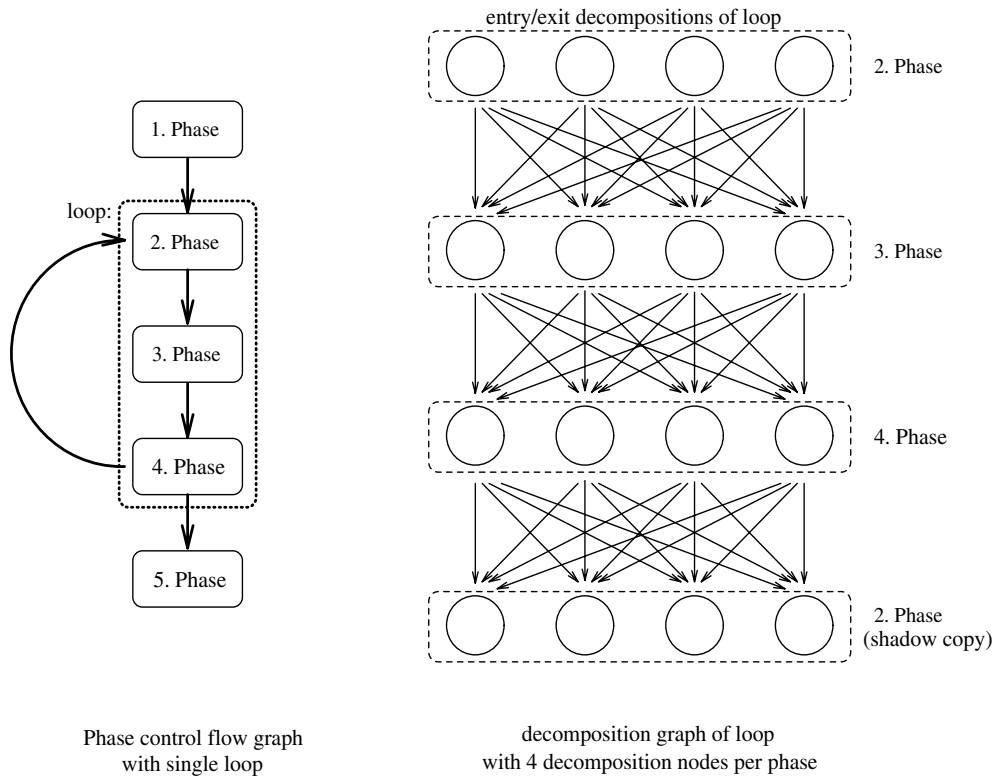 1. Phase
loop:
2. Phase
3. Phase
4. Phase
5. Phase
Phase control flow graph
with single loop
entry/exit decompositions of loop
2. Phase
3. Phase
4. Phase
2. Phase
(shadow copy)
decomposition graph of loop
with 4 decomposition nodes per phase